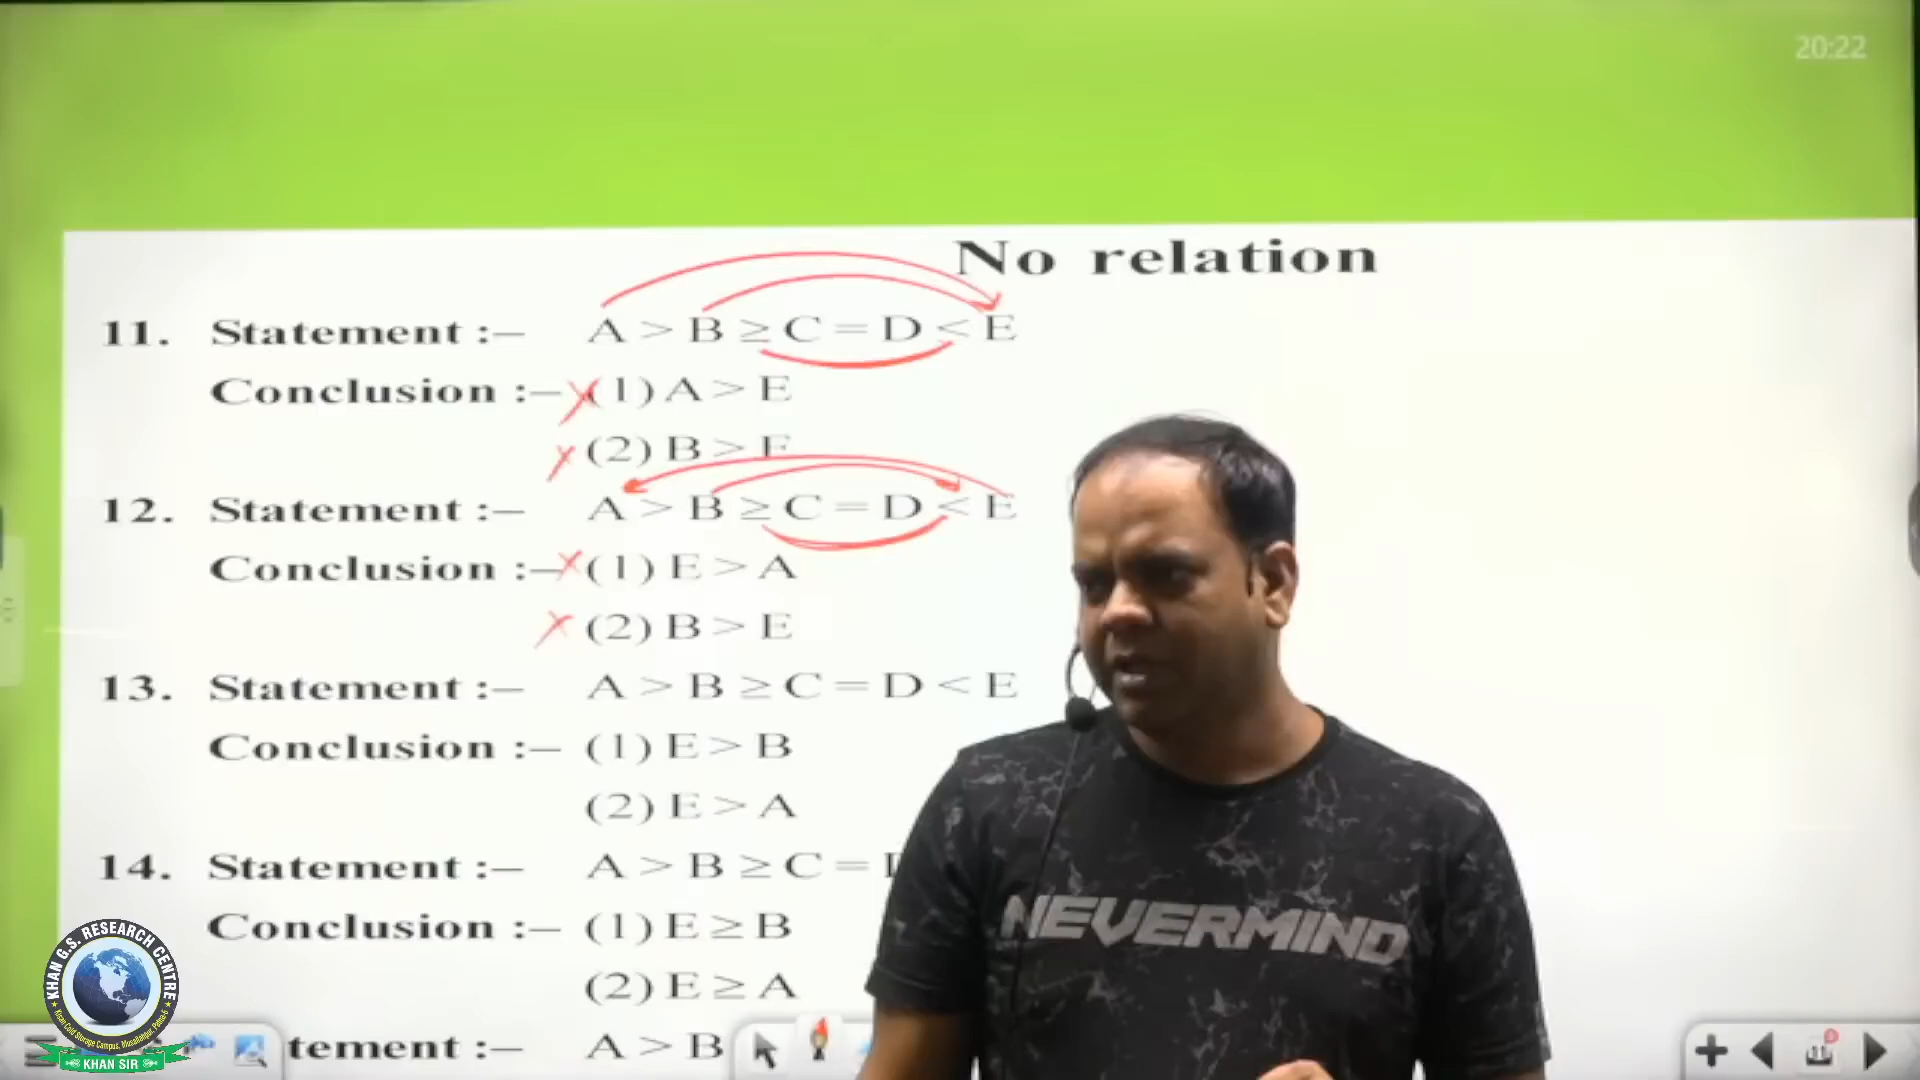 20:22
No relation
11. Statement :– A > B ≥ C = D < E
Conclusion :– (1) A > E
(2) B > E
12. Statement :– A > B ≥ C = D < E
Conclusion :– (1) E > A
(2) B > E
13. Statement :– A > B ≥ C = D < E
Conclusion :– (1) E > B
(2) E > A
14. Statement :– A > B ≥ C =
Conclusion :– (1) E ≥ B
(2) E ≥ A
tement :– A > B
NEVERMIND
KHAN G.S. RESEARCH CENTRE
KHAN SIR